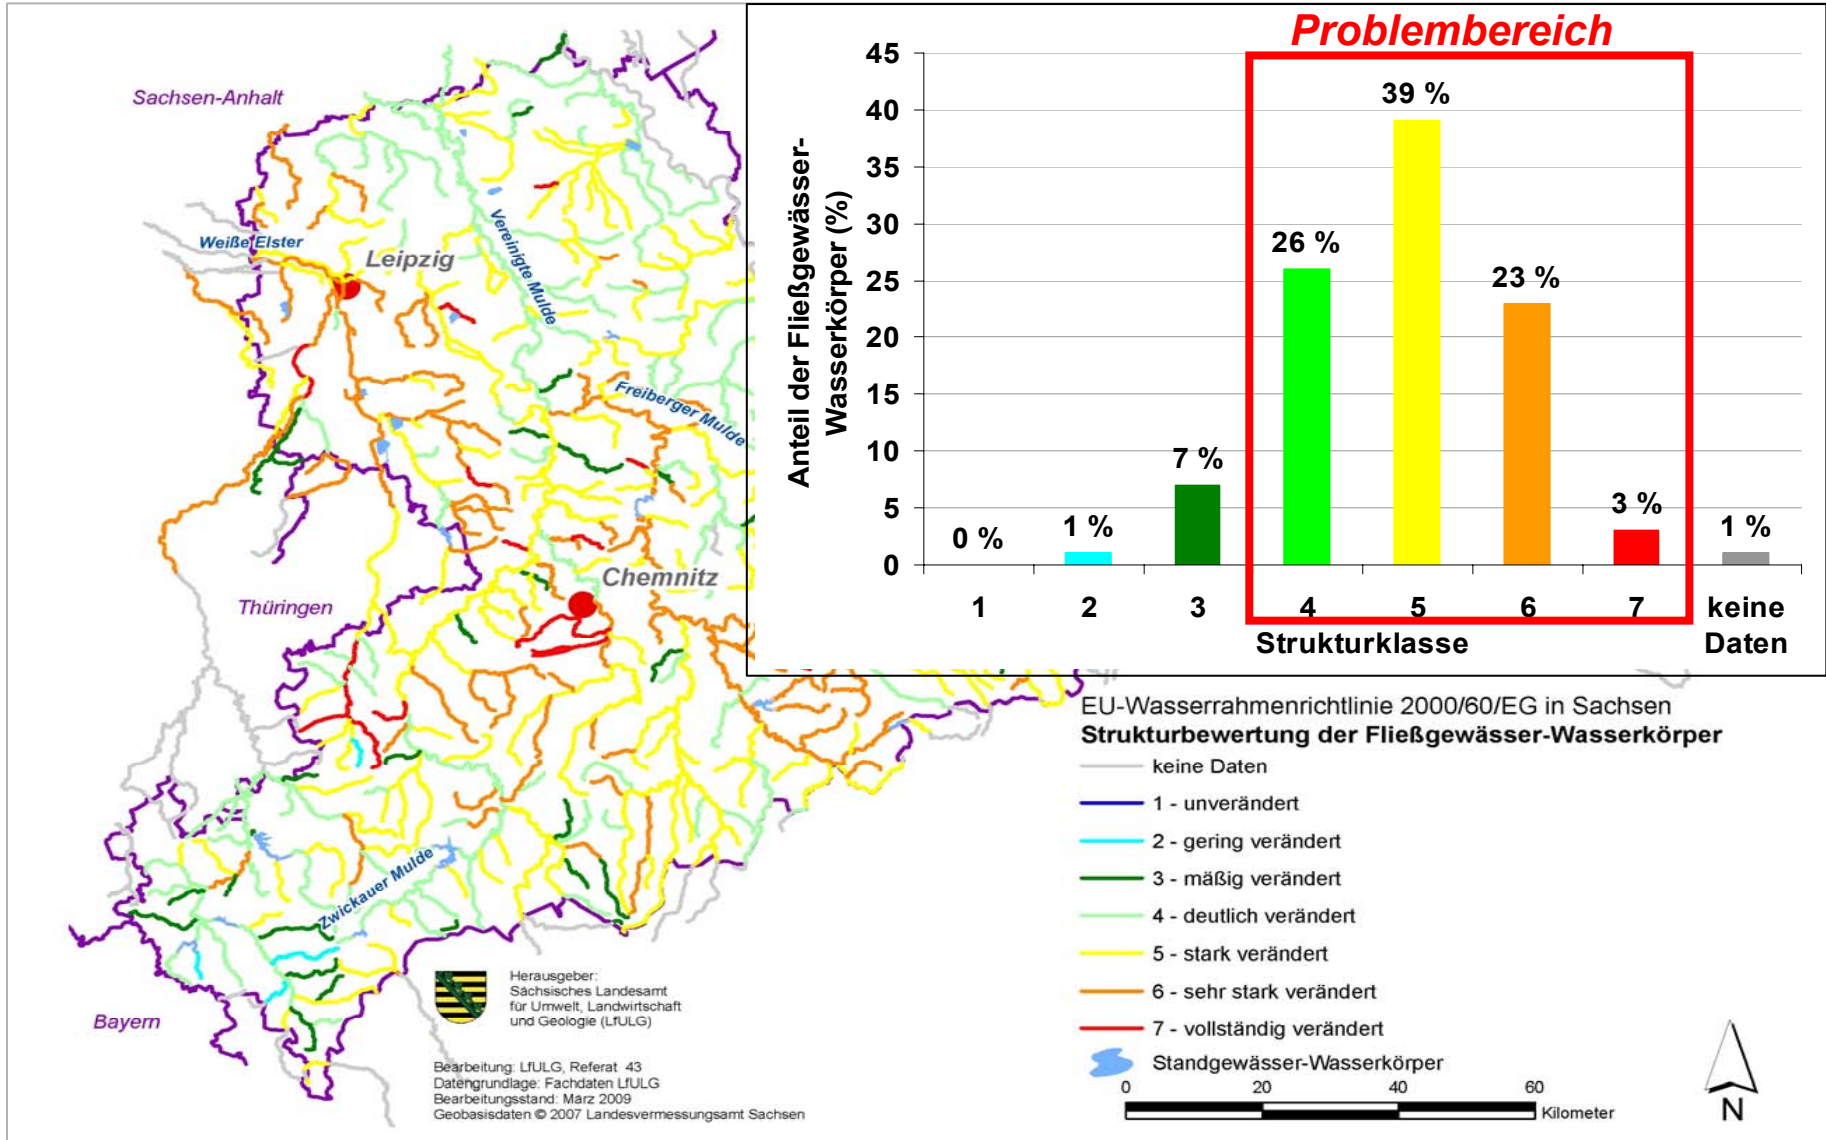 Problembereich
Anteil der Fließgewässer-
Wasserkörper (%)
45
40
35
30
25
20
15
10
5
0
0 %
1 %
7 %
26 %
39 %
23 %
3 %
1 %
1
2
3
4
5
6
7
keine
Daten
Strukturklasse
Sachsen-Anhalt
Weiße Elster
Leipzig
Vereinigte Mulde
Freiberger Mulde
Chemnitz
Thüringen
Zwickauer Mulde
Bayern
EU-Wasserrahmenrichtlinie 2000/60/EG in Sachsen
Strukturbewertung der Fließgewässer-Wasserkörper
keine Daten
1 - unverändert
2 - gering verändert
3 - mäßig verändert
4 - deutlich verändert
5 - stark verändert
6 - sehr stark verändert
7 - vollständig verändert
Standgewässer-Wasserkörper
0 20 40 60
Kilometer
N
Herausgeber:
Sächsisches Landesamt
für Umwelt, Landwirtschaft
und Geologie (LfULG)
Bearbeitung: LfULG, Referat 43
Datengrundlage: Fachdaten LfULG
Bearbeitungsstand: März 2009
Geobasisdaten © 2007 Landesvermessungsamt Sachsen